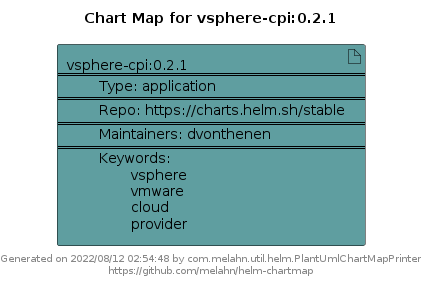 Chart Map for vsphere-cpi:0.2.1
vsphere-cpi:0.2.1
Type: application
Repo: https://charts.helm.sh/stable
Maintainers: dvonthenen
Keywords:
vsphere
vmware
cloud
provider
Generated on 2022/08/12 02:54:48 by com.melahn.util.helm.PlantUmlChartMapPrinter
https://github.com/melahn/helm-chartmap